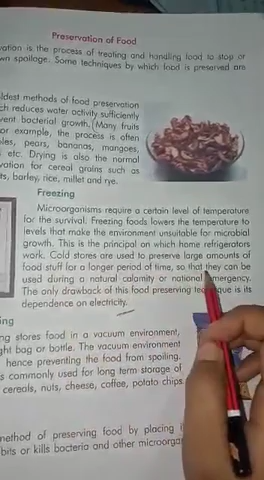 Preservation of Food
vation is the process of treating and handling food to stop or
wn spoilage. Some techniques by which food is preserved are
ldest methods of food preservation
ch reduces water activity sufficiently
vent bacterial growth. Many fruits
or example, the process is often
les, pears, bananas, mangoes,
etc. Drying is also the normal
vation for cereal grains such as
ts, barley, rice, millet and rye.
Freezing
Microorganisms require a certain level of temperature
for the survival. Freezing foods lowers the temperature to
levels that make the environment unsuitable for microbial
growth. This is the principal on which home refrigerators
work. Cold stores are used to preserve large amounts of
food stuff for a longer period of time, so that they can be
used during a natural calamity or national emergency.
The only drawback of this food preserving technique is its
dependence on electricity.
ing
ng stores food in a vacuum environment,
ght bag or bottle. The vacuum environment
hence preventing the food from spoiling.
s commonly used for long term storage of
cereals, nuts, cheese, coffee, potato chips
method of preserving food by placing i
bits or kills bacteria and other microorga